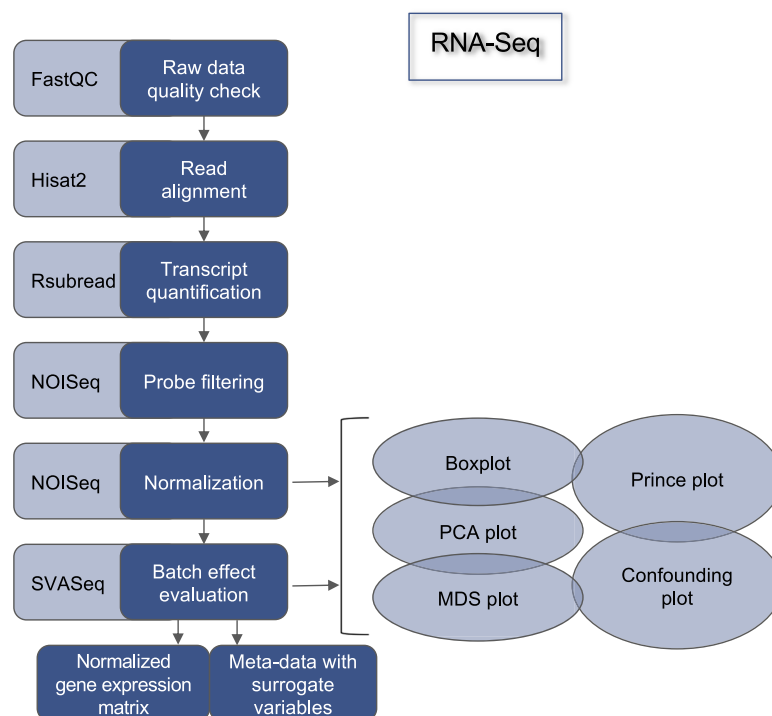 RNA-Seq
FastQC
Raw data
quality check
Hisat2
Read
alignment
Rsubread
Transcript
quantification
NOISeq
Probe filtering
NOISeq
Normalization
SVASeq
Batch effect
evaluation
Boxplot
PCA plot
MDS plot
Prince plot
Confounding
plot
Normalized
gene expression
matrix
Meta-data with
surrogate
variables